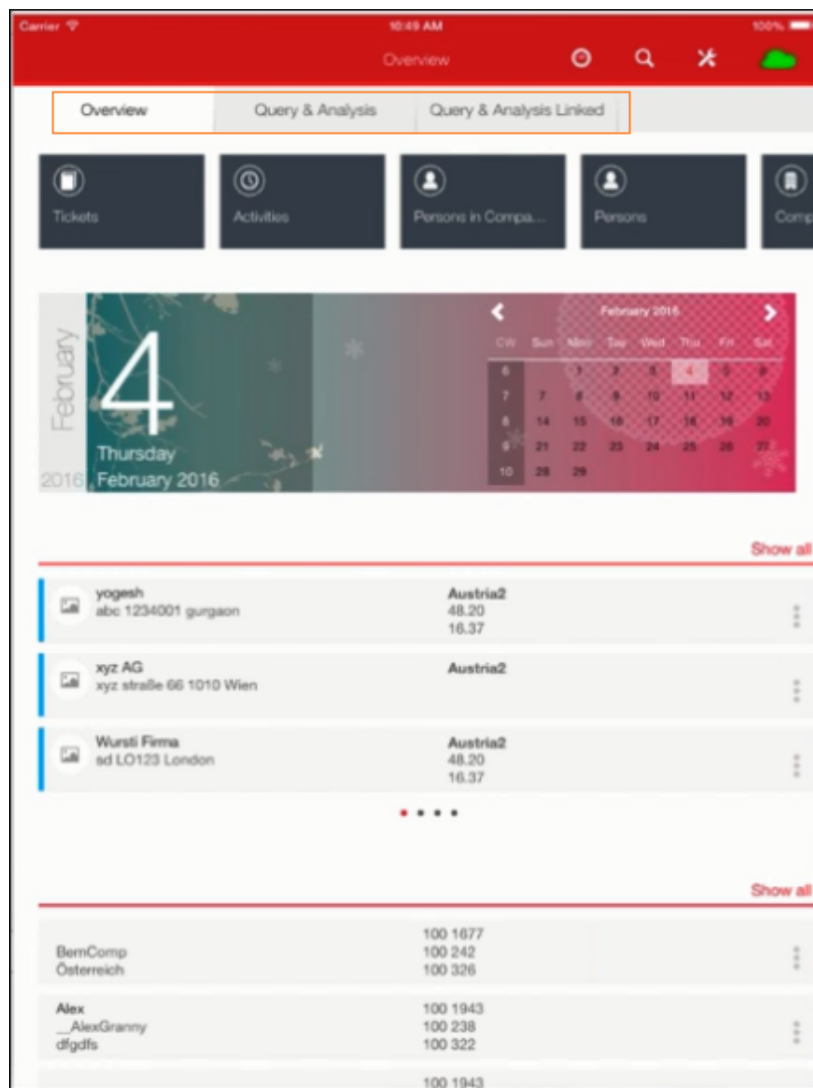 Carrier 10:49 AM 100%
Overview
Overview Query & Analysis Query & Analysis Linked
Tickets Activities Persons in Compa... Persons Comp
February
2016
4
Thursday
February 2016
February 2016
CW Sun Mon Tue Wed Thu Fri Sat
6 1 2 3 4 5 6
7 7 8 9 10 11 12 13
8 14 15 16 17 18 19 20
9 21 22 23 24 25 26 27
10 28 29
Show all
yogesh Austria2
abc 1234001 gurgaon 48.20
16.37
xyz AG Austria2
xyz straße 66 1010 Wien
Wursti Firma Austria2
sd LO123 London 48.20
16.37
Show all
100 1677
BernComp 100 242
Österreich 100 326
Alex 100 1943
__AlexGranny 100 238
dfgdfs 100 322
100 1943